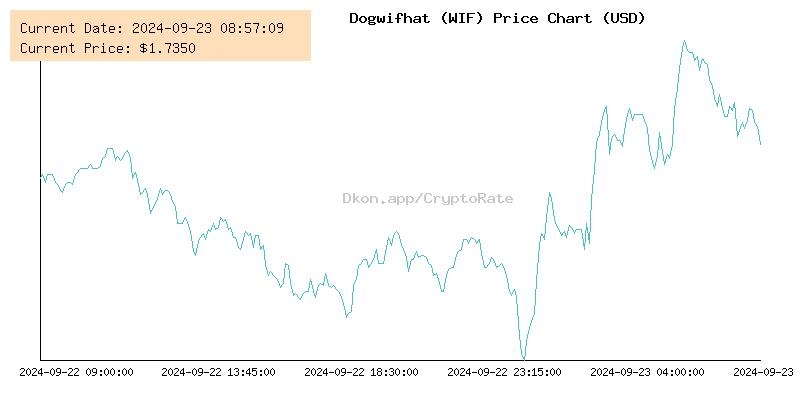 Dogwifhat (WIF) Price Chart (USD)
Current Date: 2024-09-23 08:57:09
Current Price: $1.7350
Dkon.app/CryptoRate
2024-09-22 09:00:00 2024-09-22 13:45:00 2024-09-22 18:30:00 2024-09-22 23:15:00 2024-09-23 04:00:00 2024-09-23